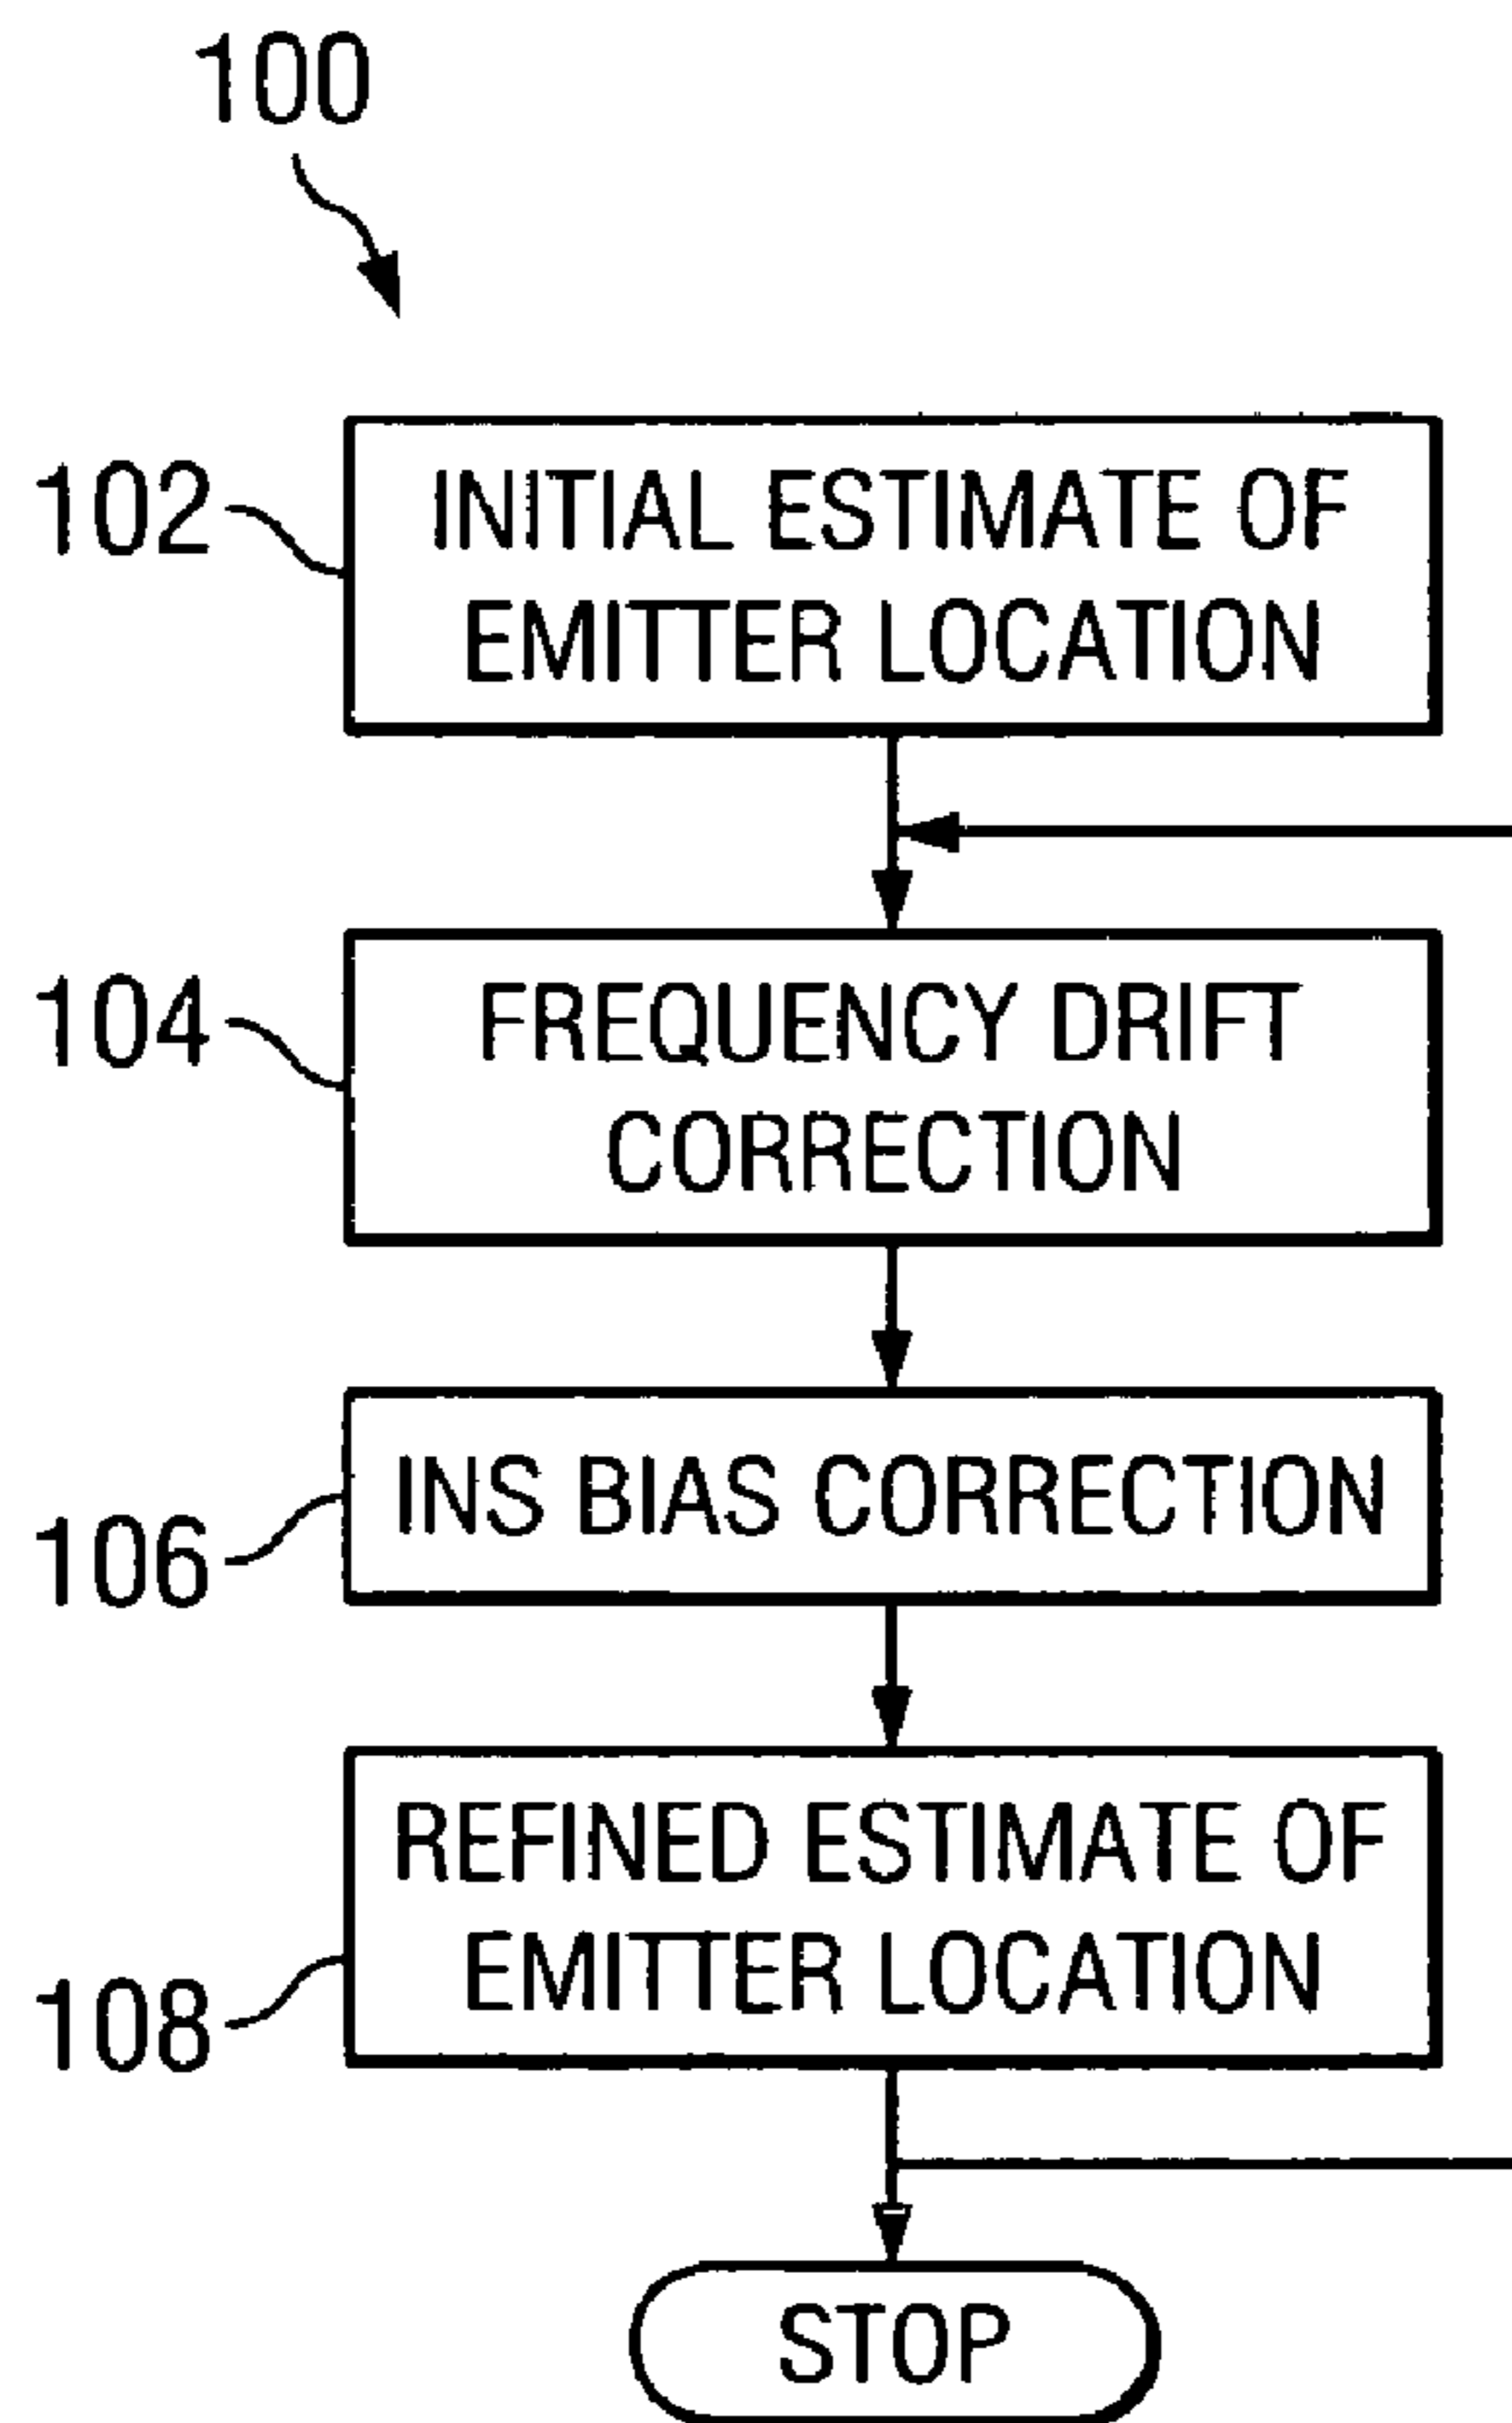 100
102
INITIAL ESTIMATE OF
EMITTER LOCATION
104
FREQUENCY DRIFT
CORRECTION
106
INS BIAS CORRECTION
108
REFINED ESTIMATE OF
EMITTER LOCATION
STOP